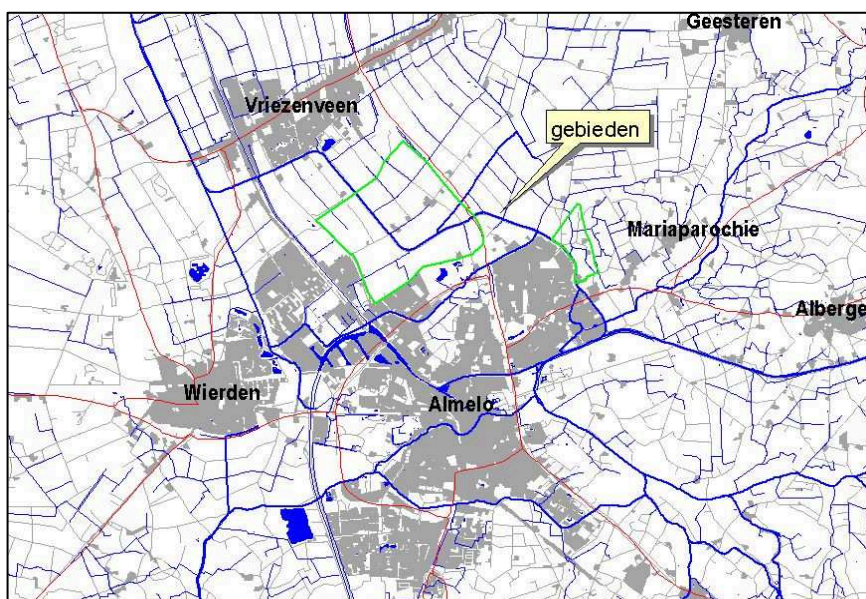 Geesteren
Vriezenveen
gebieden
Mariaparochie
Alberge
Wierden
Almelo